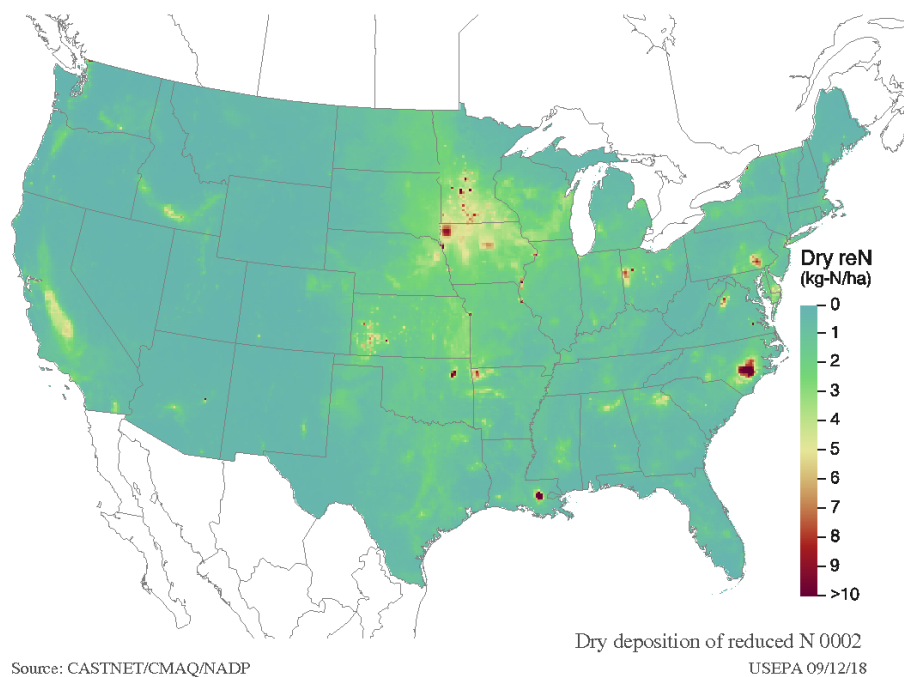 Dry reN
(kg-N/ha)
0
1
2
3
4
5
6
7
8
9
>10
Dry deposition of reduced N 0002
Source: CASTNET/CMAQ/NADP
USEPA 09/12/18